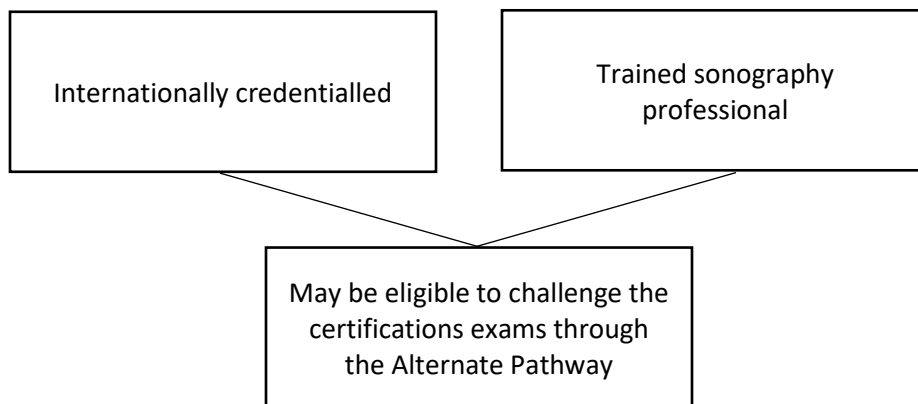 Internationally credentialled
Trained sonography
professional
May be eligible to challenge the
certifications exams through
the Alternate Pathway